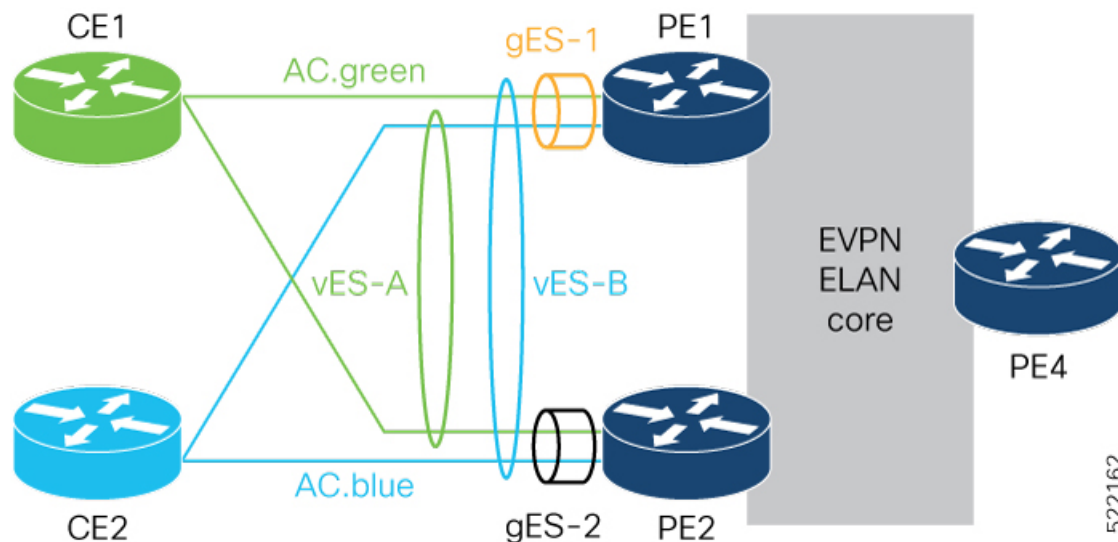 CE1
PE1
gES-1
AC.green
vES-A
vES-B
EVPN
ELAN
core
PE4
AC.blue
CE2
gES-2
PE2
522162